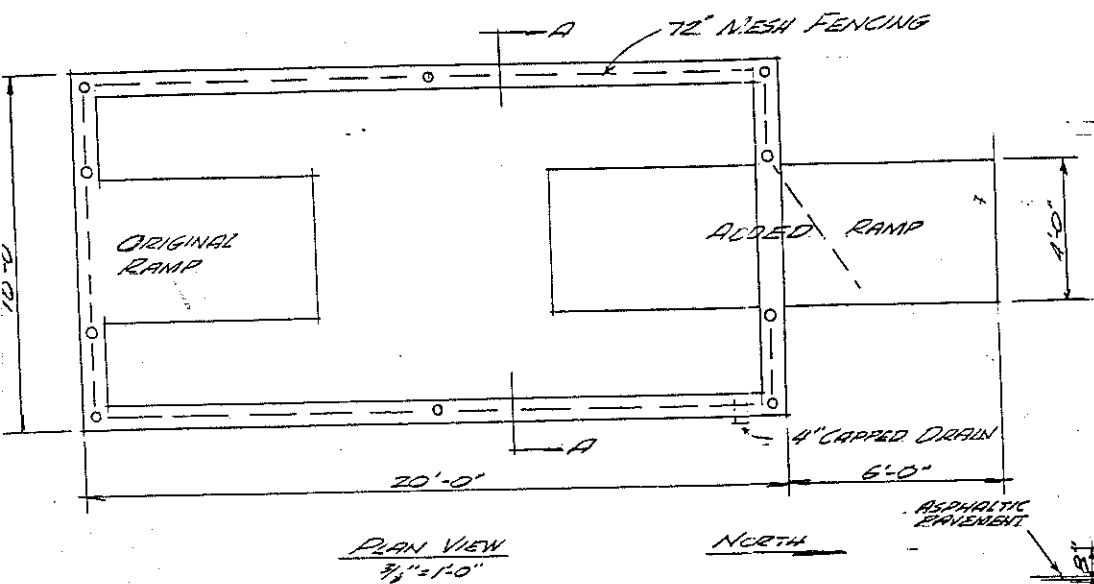 A
72" MESH FENCING
10'-0
ORIGINAL
RAMP
ADDED RAMP
4'-0"
A
4" CAPPED DRAIN
20'-0"
6'-0"
ASPHALTIC
PAVEMENT
PLAN VIEW
NORTH
=1'-0"
8"